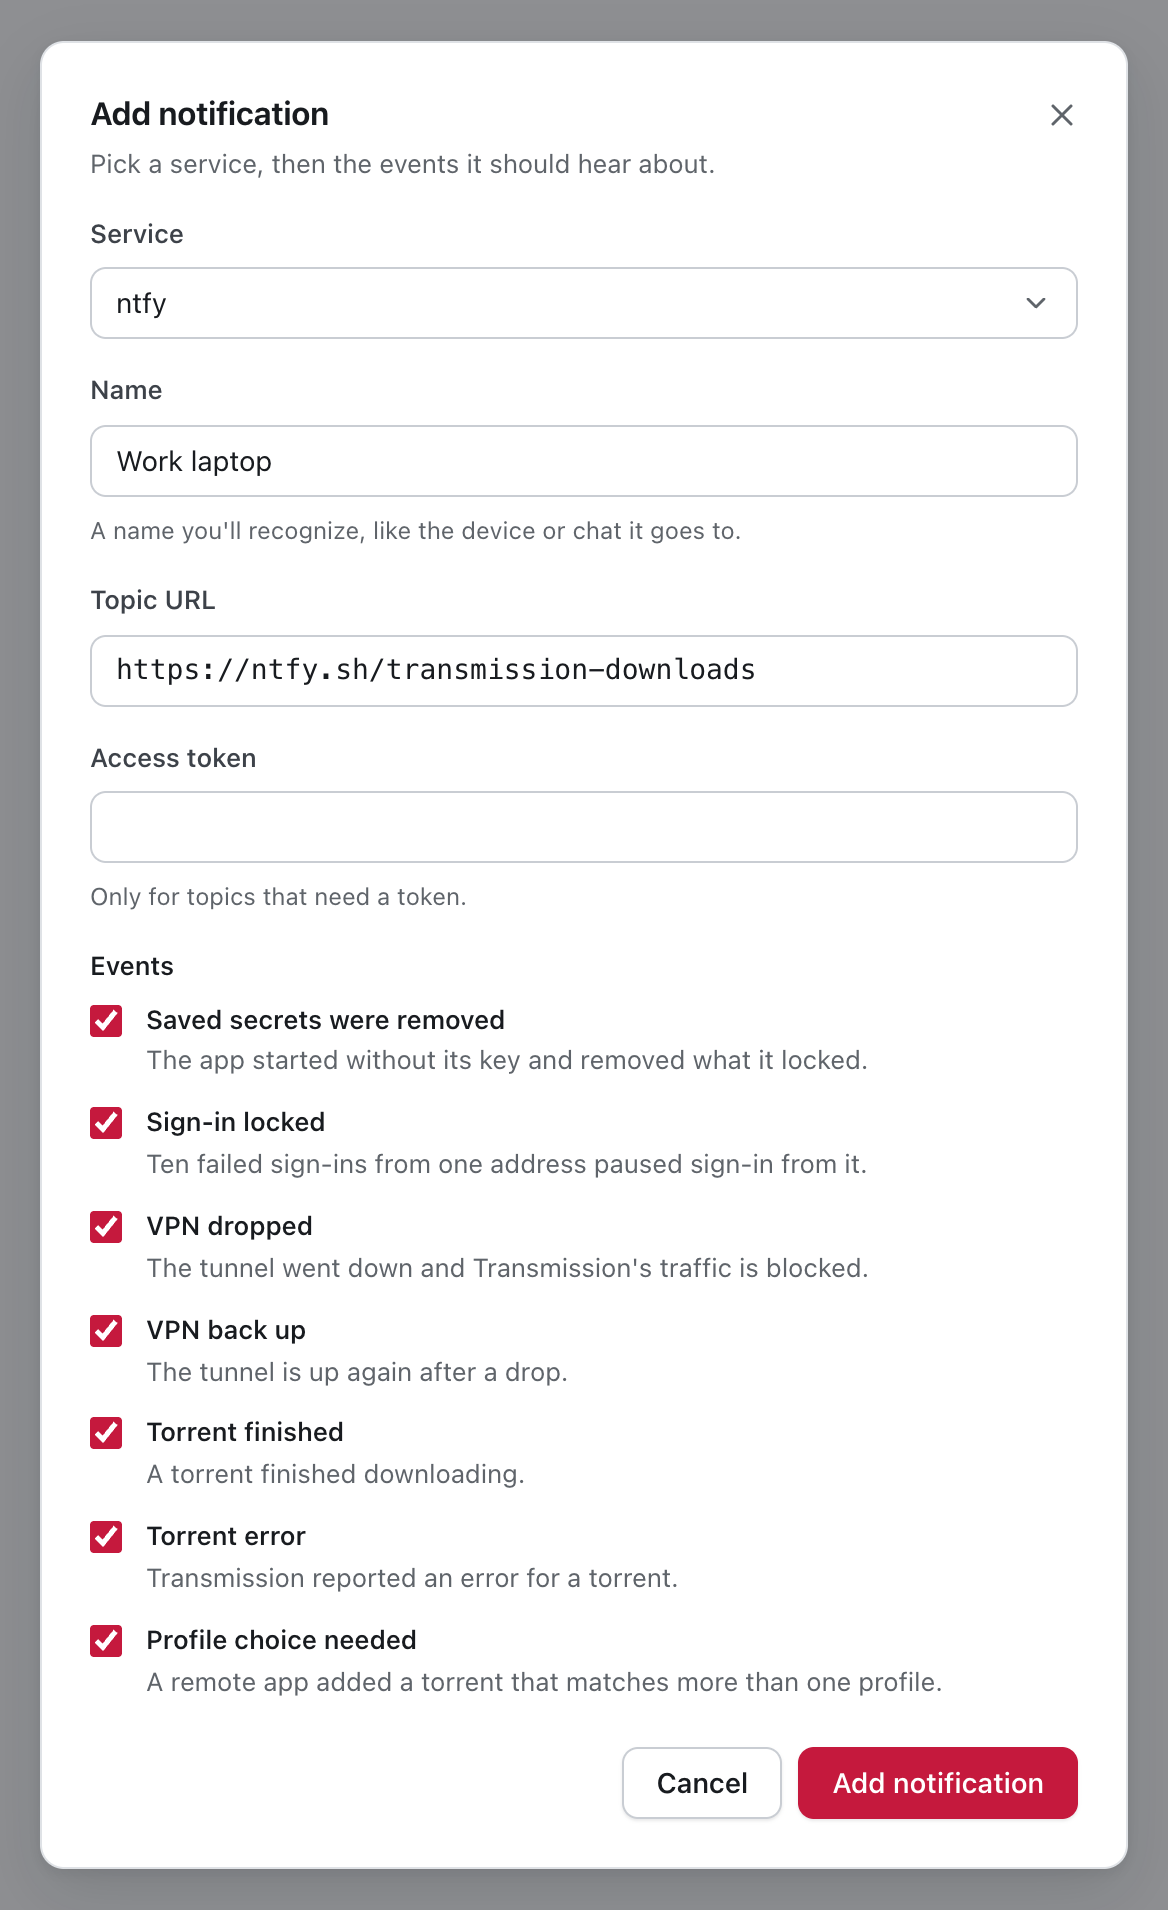 Add notification
Pick a service, then the events it should hear about.
Service
ntfy
Name
Work laptop
A name you'll recognize, like the device or chat it goes to.
Topic URL
https://ntfy.sh/transmission-downloads
Access token
Only for topics that need a token.
Events
Saved secrets were removed
The app started without its key and removed what it locked.
Sign-in locked
Ten failed sign-ins from one address paused sign-in from it.
VPN dropped
The tunnel went down and Transmission's traffic is blocked.
VPN back up
The tunnel is up again after a drop.
Torrent finished
A torrent finished downloading.
Torrent error
Transmission reported an error for a torrent.
Profile choice needed
A remote app added a torrent that matches more than one profile.
Cancel
Add notification